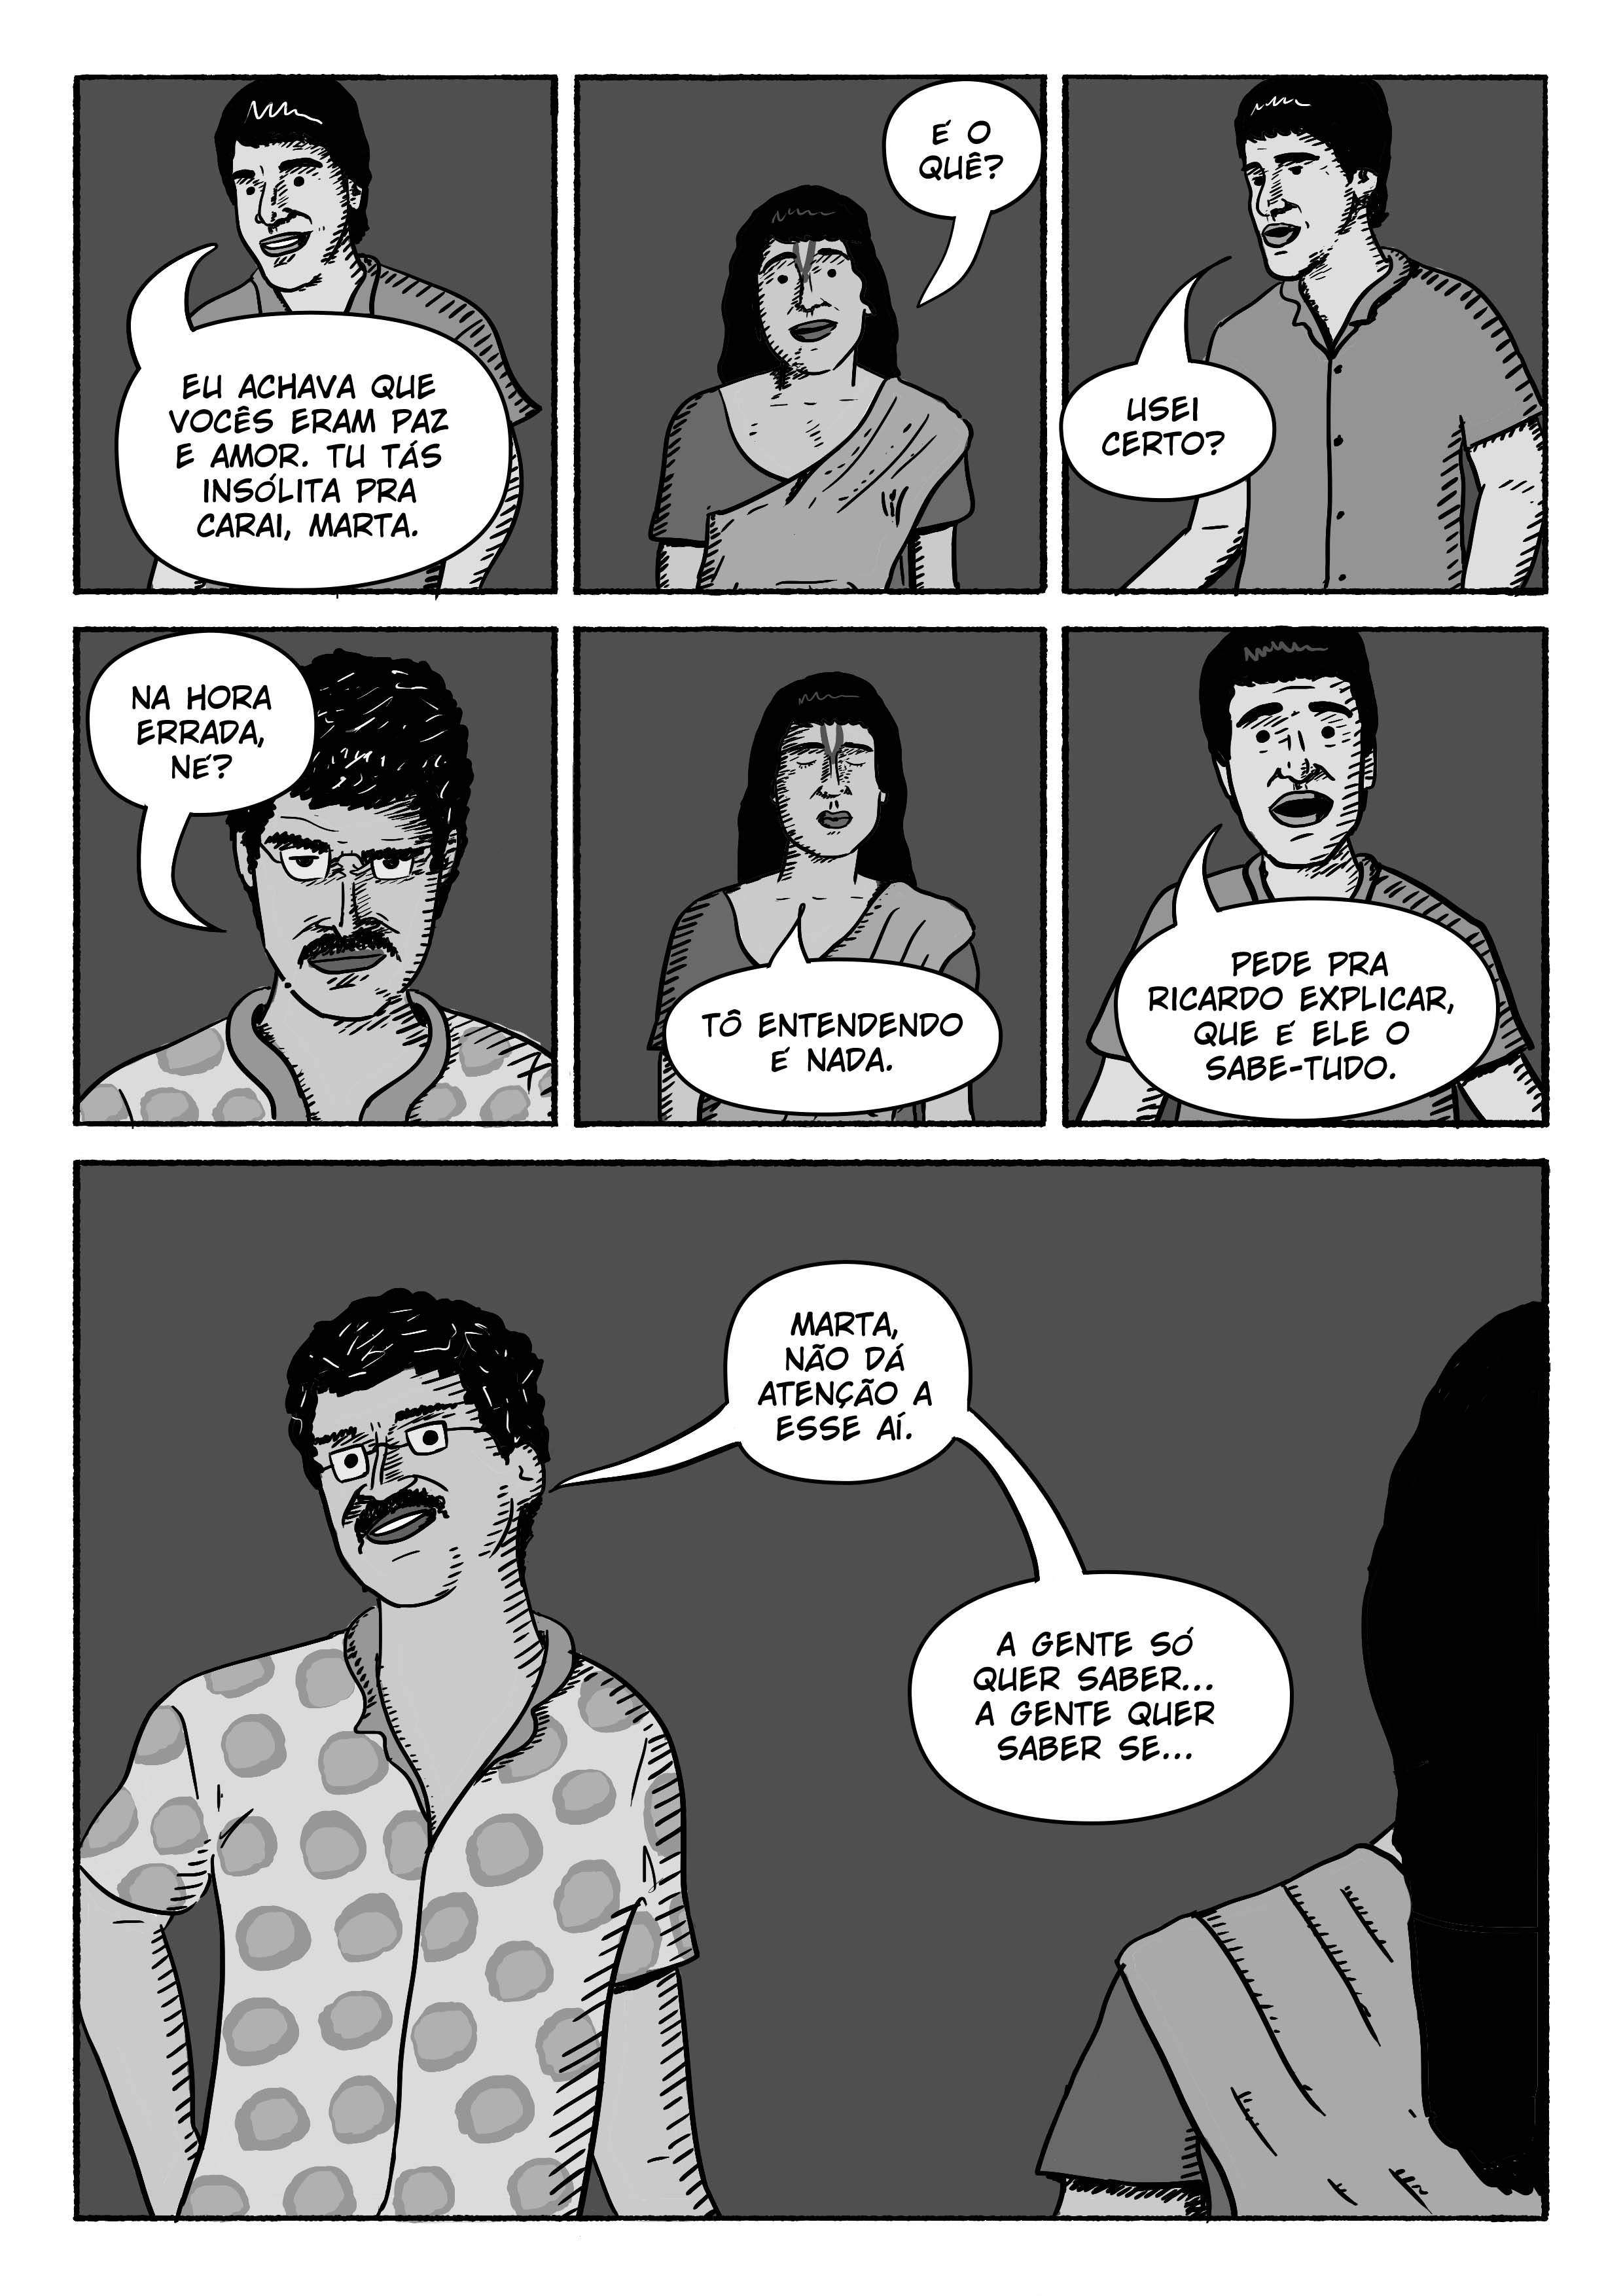 EU ACHAVA QUE
VOCÊS ERAM PAZ
E AMOR. TU TÁS
INSÓLITA PRA
CARAI, MARTA.
É O
QUÊ?
USEI
CERTO?
NA HORA
ERRADA,
NÉ?
TÔ ENTENDENDO
É NADA.
PEDE PRA
RICARDO EXPLICAR,
QUE É ELE O
SABE-TUDO.
MARTA,
NÃO DÁ
ATENÇÃO A
ESSE AÍ.
A GENTE SÓ
QUER SABER...
A GENTE QUER
SABER SE...